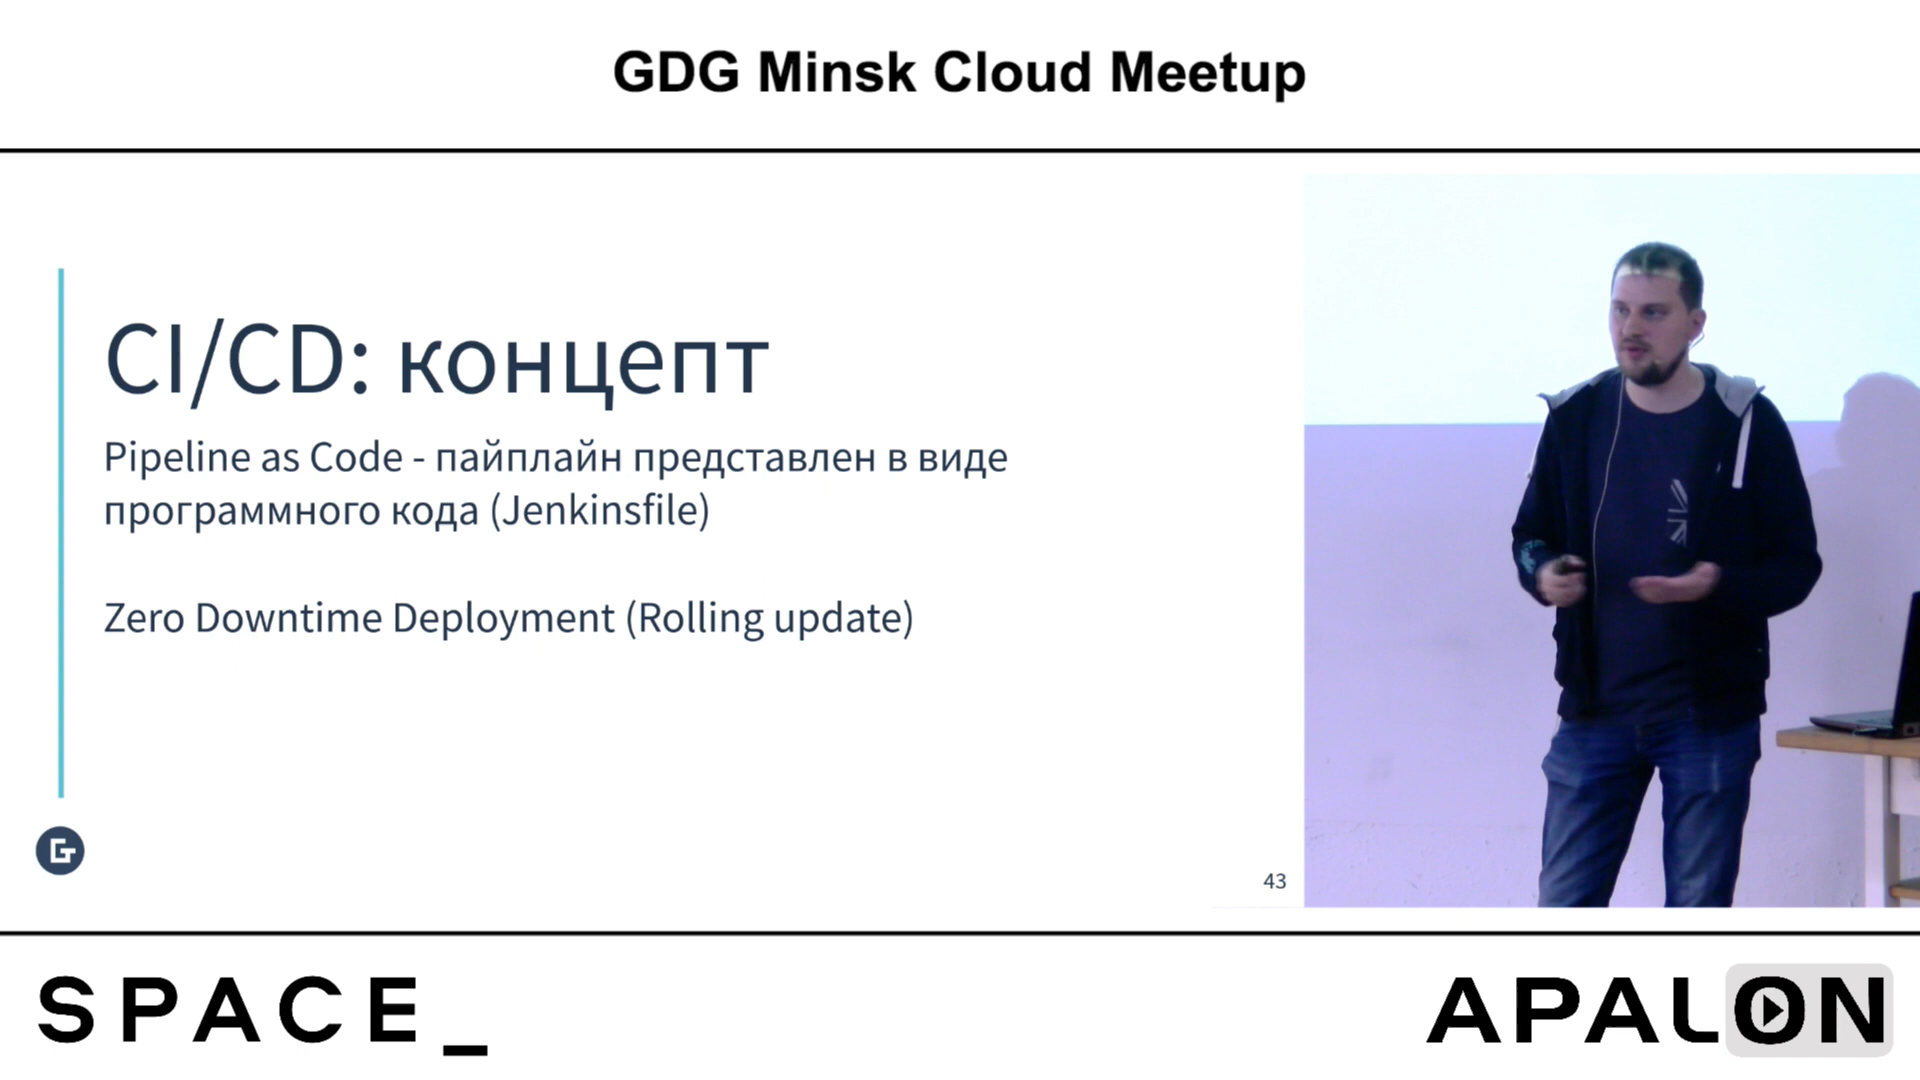 GDG Minsk Cloud Meetup
CI/CD: концепт
Pipeline as Code - пайплайн представлен в виде
программного кода (Jenkinsfile)
Zero Downtime Deployment (Rolling update)
43
SPACE_
APALON